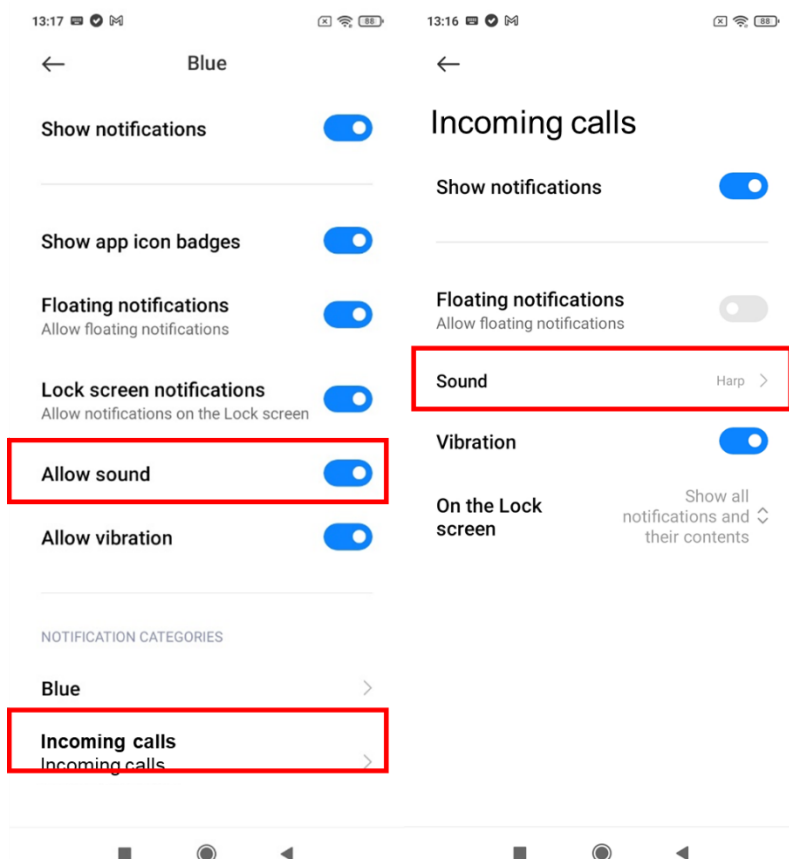 13:17
88
Blue
Show notifications
Show app icon badges
Floating notifications
Allow floating notifications
Lock screen notifications
Allow notifications on the Lock screen
Allow sound
Allow vibration
NOTIFICATION CATEGORIES
Blue
Incoming calls
Incoming calls
13:16
88
Incoming calls
Show notifications
Floating notifications
Allow floating notifications
Sound
Harp
Vibration
On the Lock
screen
Show all
notifications and
their contents